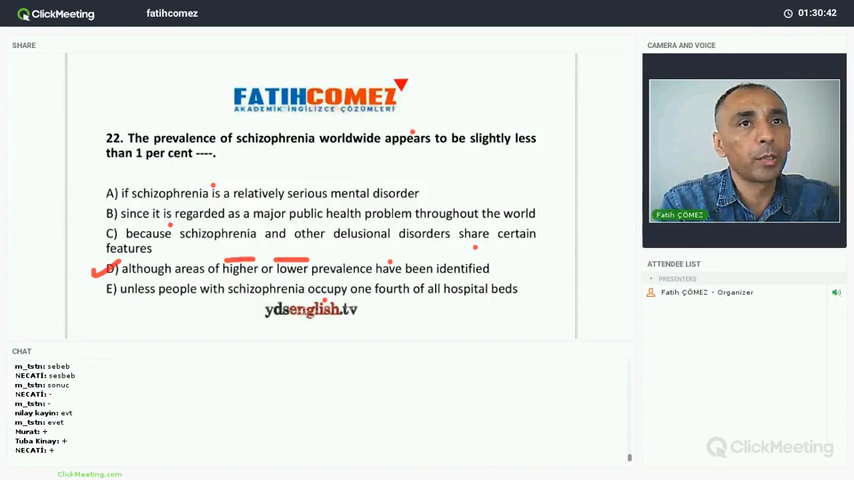 ClickMeeting
fatihcomez
01:30:42
SHARE
CAMERA AND VOICE
FATIHCOMEZ
AKADEMİK İNGİLİZCE ÇÖZÜMLERİ
22. The prevalence of schizophrenia worldwide appears to be slightly less
than 1 per cent ----.
A) if schizophrenia is a relatively serious mental disorder
B) since it is regarded as a major public health problem throughout the world
C) because schizophrenia and other delusional disorders share certain
features
D) although areas of higher or lower prevalence have been identified
E) unless people with schizophrenia occupy one fourth of all hospital beds
ydsenglish.tv
Fatih ÇÖMEZ
ATTENDEE LIST
PRESENTERS
Fatih ÇÖMEZ - Organizer
CHAT
m_tstn: sebeb
NECATİ: sesbeb
m_tstn: sonuc
NECATİ: -
m_tstn: -
nilay kayin: evt
m_tstn: evet
Murat: +
Tuba Kinay: +
NECATİ: +
ClickMeeting
ClickMeeting.com